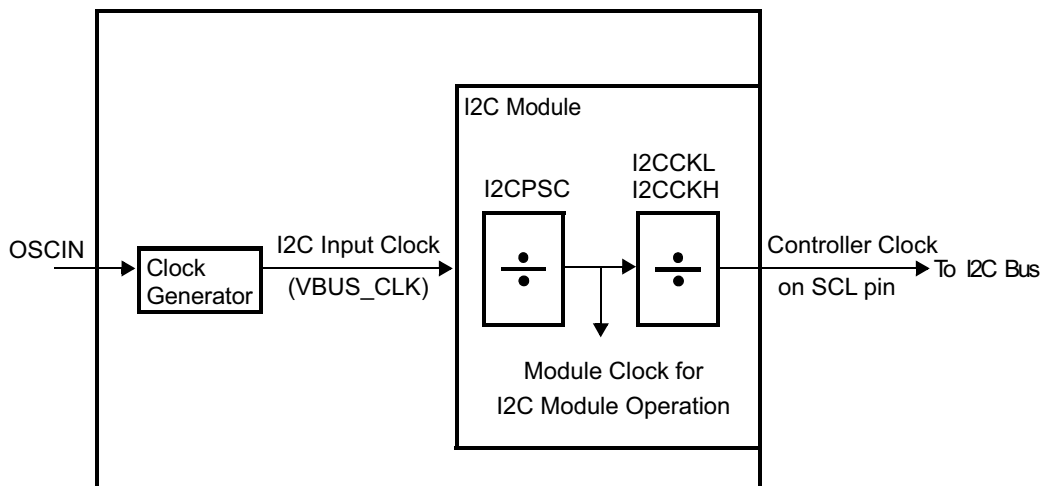 I2C Module
I2CPSC
I2CCKL
I2CCKH
OSCIN
Clock
Generator
I2C Input Clock
(VBUS_CLK)
Controller Clock
on SCL pin
To I2C Bus
Module Clock for
I2C Module Operation